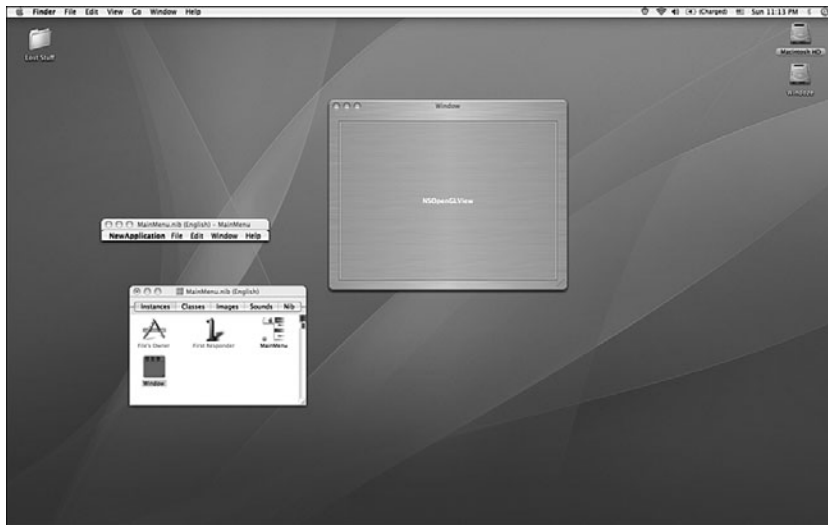 Finder File Edit View Go Window Help
(Charged) Sun 11:13 PM
Lost Stuff
Macintosh HD
Windoze
Window
NSOpenGLView
MainMenu.nib (English) – MainMenu
NewApplication File Edit Window Help
MainMenu.nib (English)
Instances Classes Images Sounds Nib
File's Owner First Responder MainMenu
Window